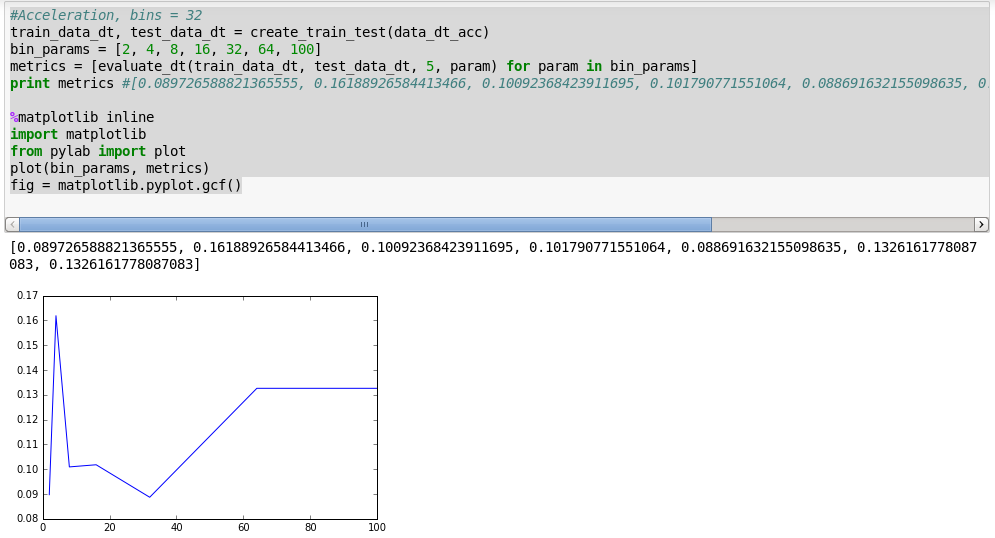 #Acceleration, bins = 32
train_data_dt, test_data_dt = create_train_test(data_dt_acc)
bin_params = [2, 4, 8, 16, 32, 64, 100]
metrics = [evaluate_dt(train_data_dt, test_data_dt, 5, param) for param in bin_params]
print metrics #[0.089726588821365555, 0.16188926584413466, 0.10092368423911695, 0.101790771551064, 0.088691632155098635, 0.
%matplotlib inline
import matplotlib
from pylab import plot
plot(bin_params, metrics)
fig = matplotlib.pyplot.gcf()
[0.089726588821365555, 0.16188926584413466, 0.10092368423911695, 0.101790771551064, 0.088691632155098635, 0.1326161778087
083, 0.1326161778087083]
0.17
0.16
0.15
0.14
0.13
0.12
0.11
0.10
0.09
0.08
0 20 40 60 80 100